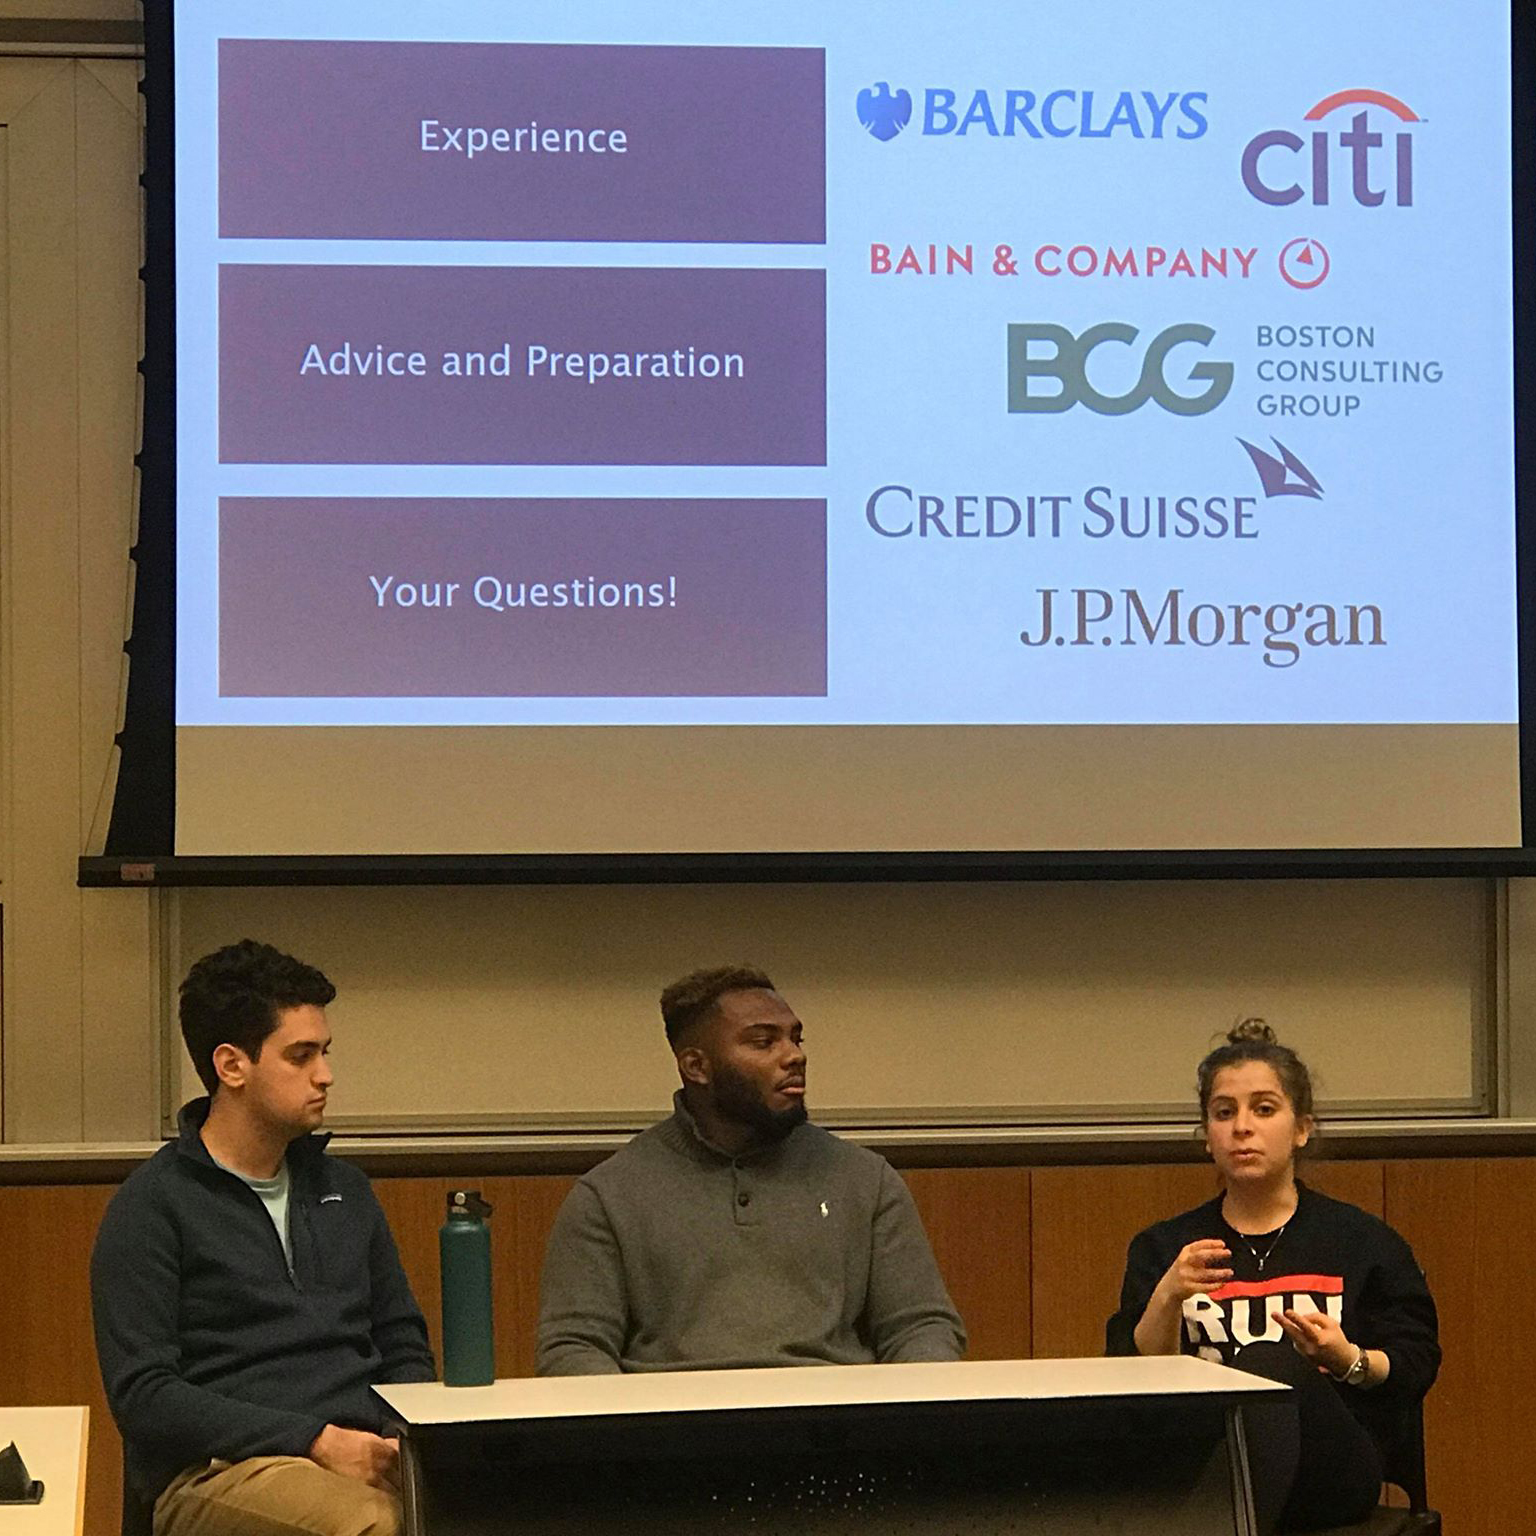 Experience
Advice and Preparation
Your Questions!
BARCLAYS
citi
BAIN & COMPANY
BCG
BOSTON
CONSULTING
GROUP
CREDIT SUISSE
J.P.Morgan
RUN